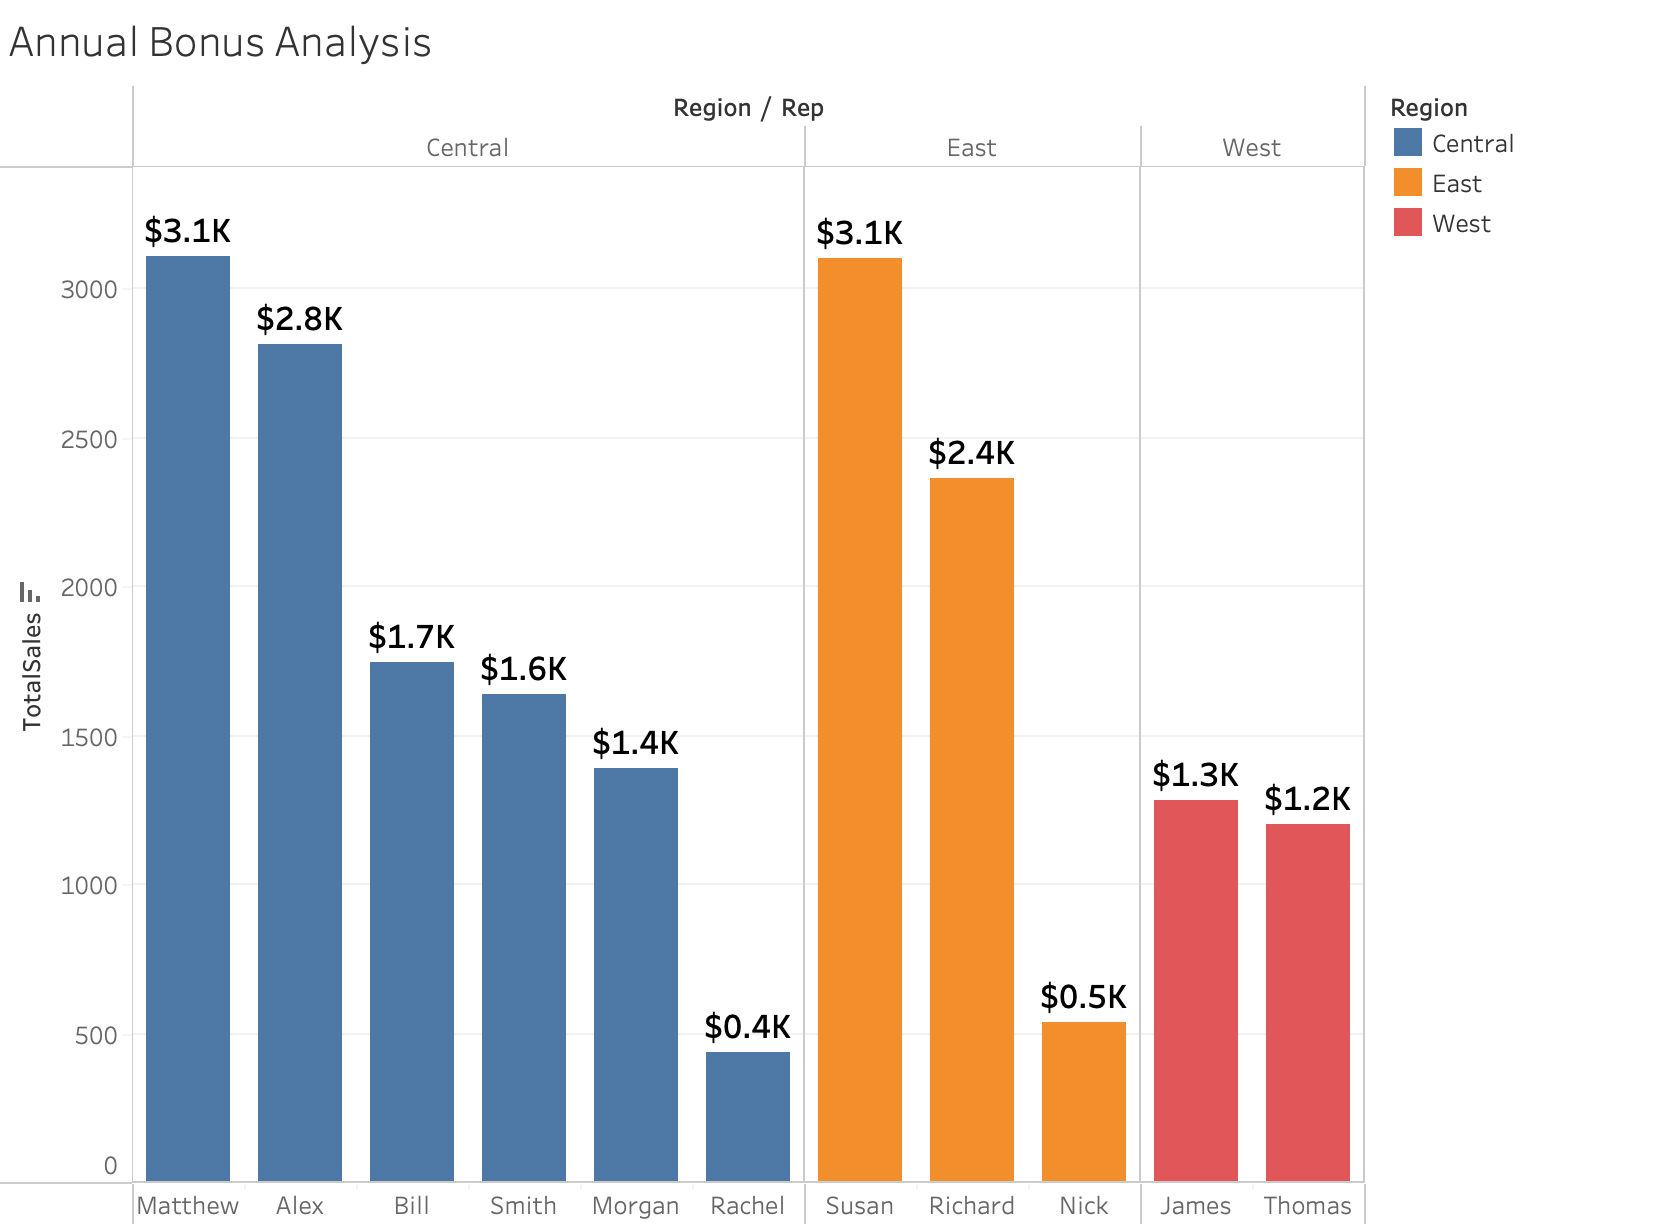 Annual Bonus Analysis
Region / Rep
Central East West
Region
Central
East
West
$3.1K $2.8K $1.7K $1.6K $1.4K $0.4K $3.1K $2.4K $0.5K $1.3K $1.2K
3000
2500
2000
1500
1000
500
0
TotalSales
Matthew Alex Bill Smith Morgan Rachel Susan Richard Nick James Thomas